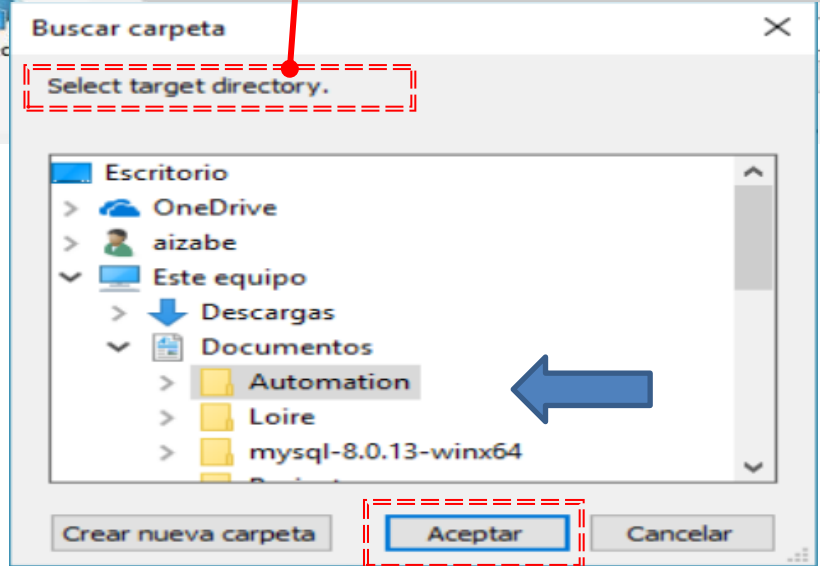 Buscar carpeta
Select target directory.
Escritorio
OneDrive
aizabe
Este equipo
Descargas
Documentos
Automation
Loire
mysql-8.0.13-winx64
Crear nueva carpeta
Aceptar
Cancelar